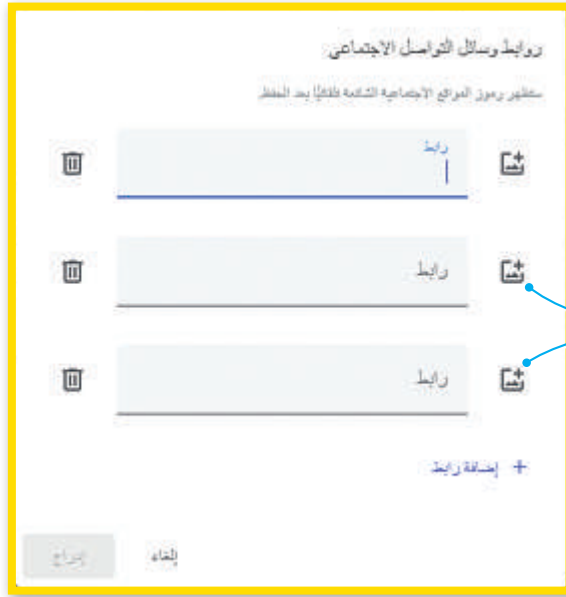 روابط وسائل التواصل الاجتماعي
ستظهر رموز المواقع الاجتماعية الشائعة تلقائيًا بعد الحفظ
رابط
رابط
رابط
+ إضافة رابط
إلغاء
إدراج